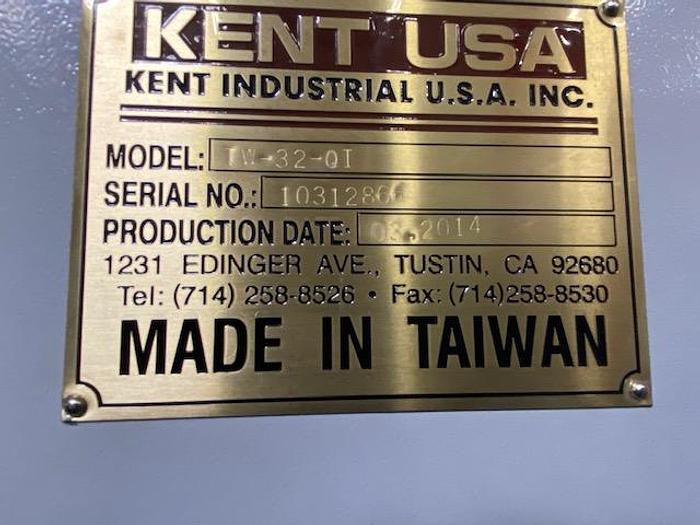 KENT USA
KENT INDUSTRIAL U.S.A. INC.
MODEL: TW-32-QI
SERIAL NO.:
PRODUCTION DATE: 03.2014
1231 EDINGER AVE., TUSTIN, CA 92680
Tel: (714) 258-8526 • Fax: (714)258-8530
MADE IN TAIWAN